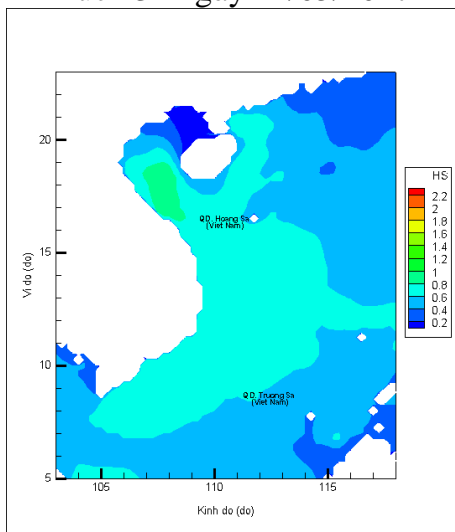 HS
2.2
2
1.8
1.6
1.4
1.2
1
0.8
0.6
0.4
0.2
20
15
10
5
Vi do (do)
QD. Hoang Sa
(Viet Nam)
QD. Truong Sa
(Viet Nam)
105
110
115
Kinh do (do)